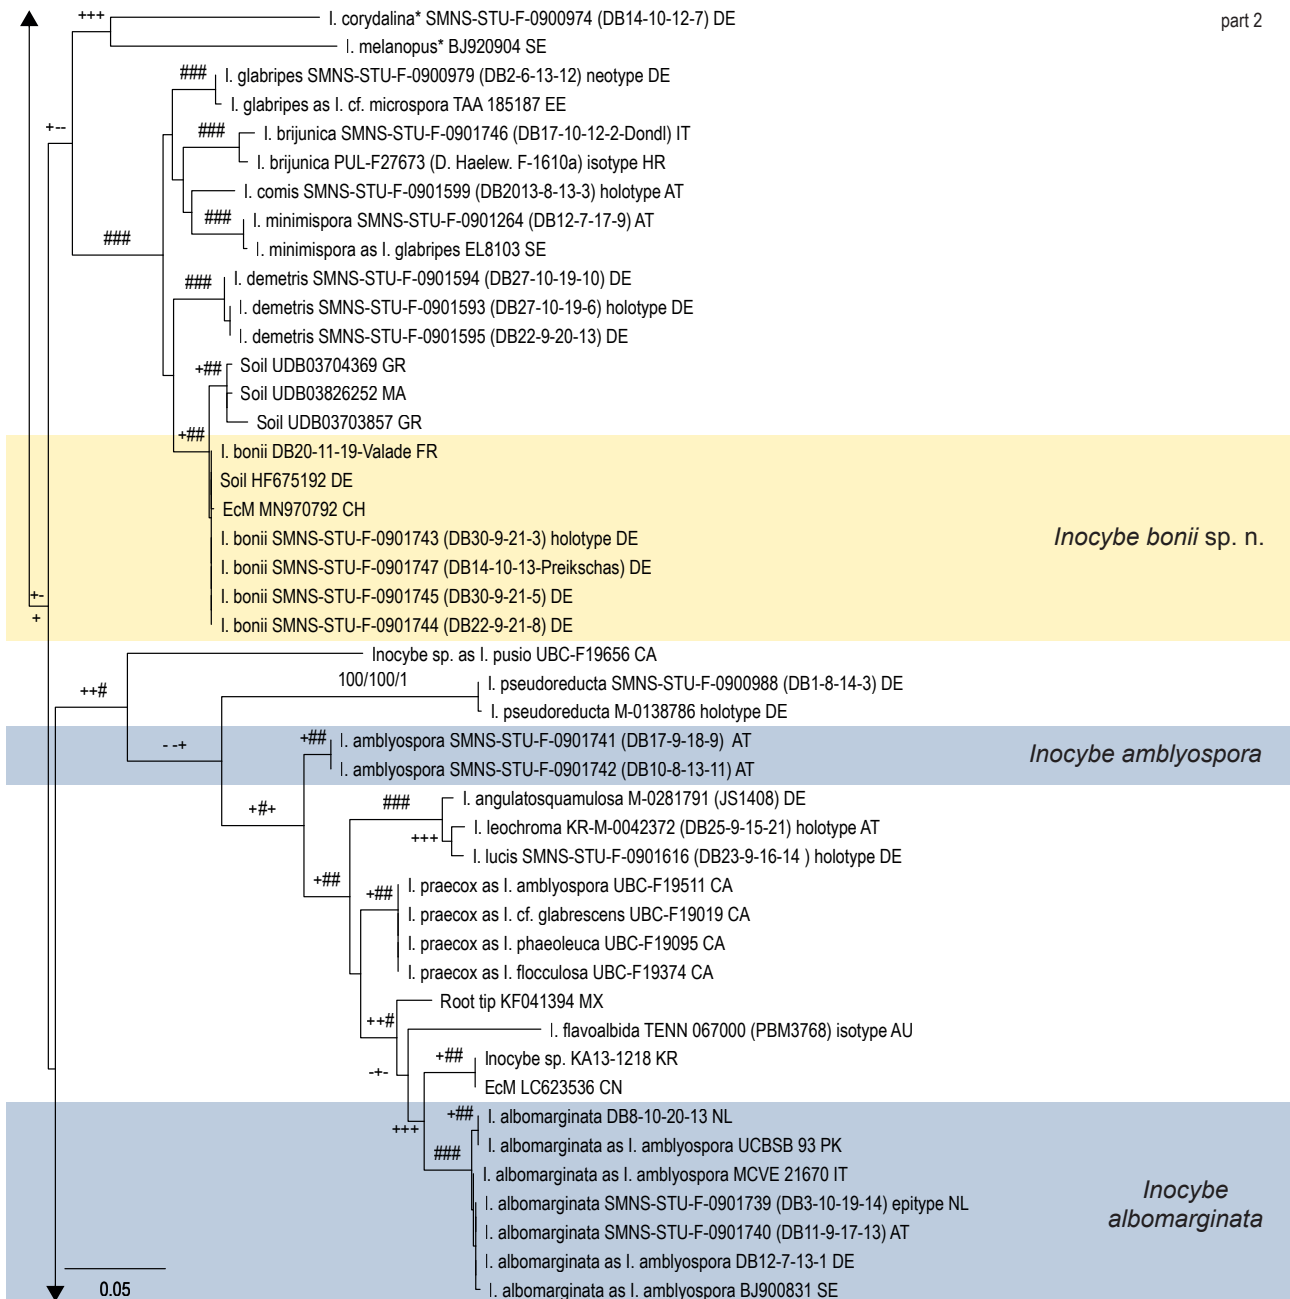 +++
I. corydalina* SMNS-STU-F-0900974 (DB14-10-12-7) DE
part 2
I. melanopus* BJ920904 SE
###
I. glabripes SMNS-STU-F-0900979 (DB2-6-13-12) neotype DE
I. glabripes as I. cf. microspora TAA 185187 EE
+--
###
I. brijunica SMNS-STU-F-0901746 (DB17-10-12-2-Dondl) IT
I. brijunica PUL-F27673 (D. Haelew. F-1610a) isotype HR
I. comis SMNS-STU-F-0901599 (DB2013-8-13-3) holotype AT
###
I. minimispora SMNS-STU-F-0901264 (DB12-7-17-9) AT
###
I. minimispora as I. glabripes EL8103 SE
###
I. demetris SMNS-STU-F-0901594 (DB27-10-19-10) DE
I. demetris SMNS-STU-F-0901593 (DB27-10-19-6) holotype DE
I. demetris SMNS-STU-F-0901595 (DB22-9-20-13) DE
+##
Soil UDB03704369 GR
Soil UDB03826252 MA
Soil UDB03703857 GR
+##
I. bonii DB20-11-19-Valade FR
Soil HF675192 DE
EcM MN970792 CH
I. bonii SMNS-STU-F-0901743 (DB30-9-21-3) holotype DE
Inocybe bonii sp. n.
I. bonii SMNS-STU-F-0901747 (DB14-10-13-Preikschas) DE
I. bonii SMNS-STU-F-0901745 (DB30-9-21-5) DE
+-
+
I. bonii SMNS-STU-F-0901744 (DB22-9-21-8) DE
Inocybe sp. as I. pusio UBC-F19656 CA
++#
100/100/1
I. pseudoreducta SMNS-STU-F-0900988 (DB1-8-14-3) DE
I. pseudoreducta M-0138786 holotype DE
- -+
+##
I. amblyospora SMNS-STU-F-0901741 (DB17-9-18-9) AT
Inocybe amblyospora
I. amblyospora SMNS-STU-F-0901742 (DB10-8-13-11) AT
+#+
###
I. angulatosquamulosa M-0281791 (JS1408) DE
+++
I. leochroma KR-M-0042372 (DB25-9-15-21) holotype AT
I. lucis SMNS-STU-F-0901616 (DB23-9-16-14 ) holotype DE
+##
+##
I. praecox as I. amblyospora UBC-F19511 CA
I. praecox as I. cf. glabrescens UBC-F19019 CA
I. praecox as I. phaeoleuca UBC-F19095 CA
I. praecox as I. flocculosa UBC-F19374 CA
Root tip KF041394 MX
++#
I. flavoalbida TENN 067000 (PBM3768) isotype AU
+##
Inocybe sp. KA13-1218 KR
-+-
EcM LC623536 CN
+##
I. albomarginata DB8-10-20-13 NL
+++
I. albomarginata as I. amblyospora UCBSB 93 PK
###
I. albomarginata as I. amblyospora MCVE 21670 IT
I. albomarginata SMNS-STU-F-0901739 (DB3-10-19-14) epitype NL
Inocybe
albomarginata
I. albomarginata SMNS-STU-F-0901740 (DB11-9-17-13) AT
I. albomarginata as I. amblyospora DB12-7-13-1 DE
I. albomarginata as I. amblyospora BJ900831 SE
0.05